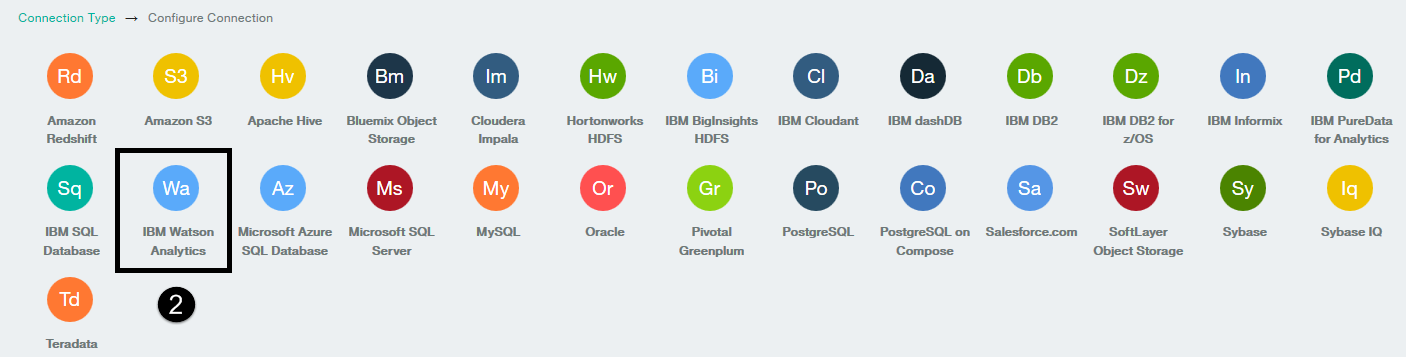 Connection Type → Configure Connection
Rd S3 Hv Bm Im Hw Bi Cl Da Db Dz In Pd
Amazon Amazon S3 Apache Hive Bluemix Object Cloudera Hortonworks IBM BigInsights IBM Cloudant IBM dashDB IBM DB2 IBM DB2 for IBM Informix IBM PureData
Redshift Storage Impala HDFS HDFS z/OS for Analytics
Sq Wa Az Ms My Or Gr Po Co Sa Sw Sy Iq
IBM SQL IBM Watson Microsoft Azure Microsoft SQL MySQL Oracle Pivotal PostgreSQL PostgreSQL on Salesforce.com SoftLayer Sybase Sybase IQ
Database Analytics SQL Database Server Greenplum Compose Object Storage
Td 2
Teradata